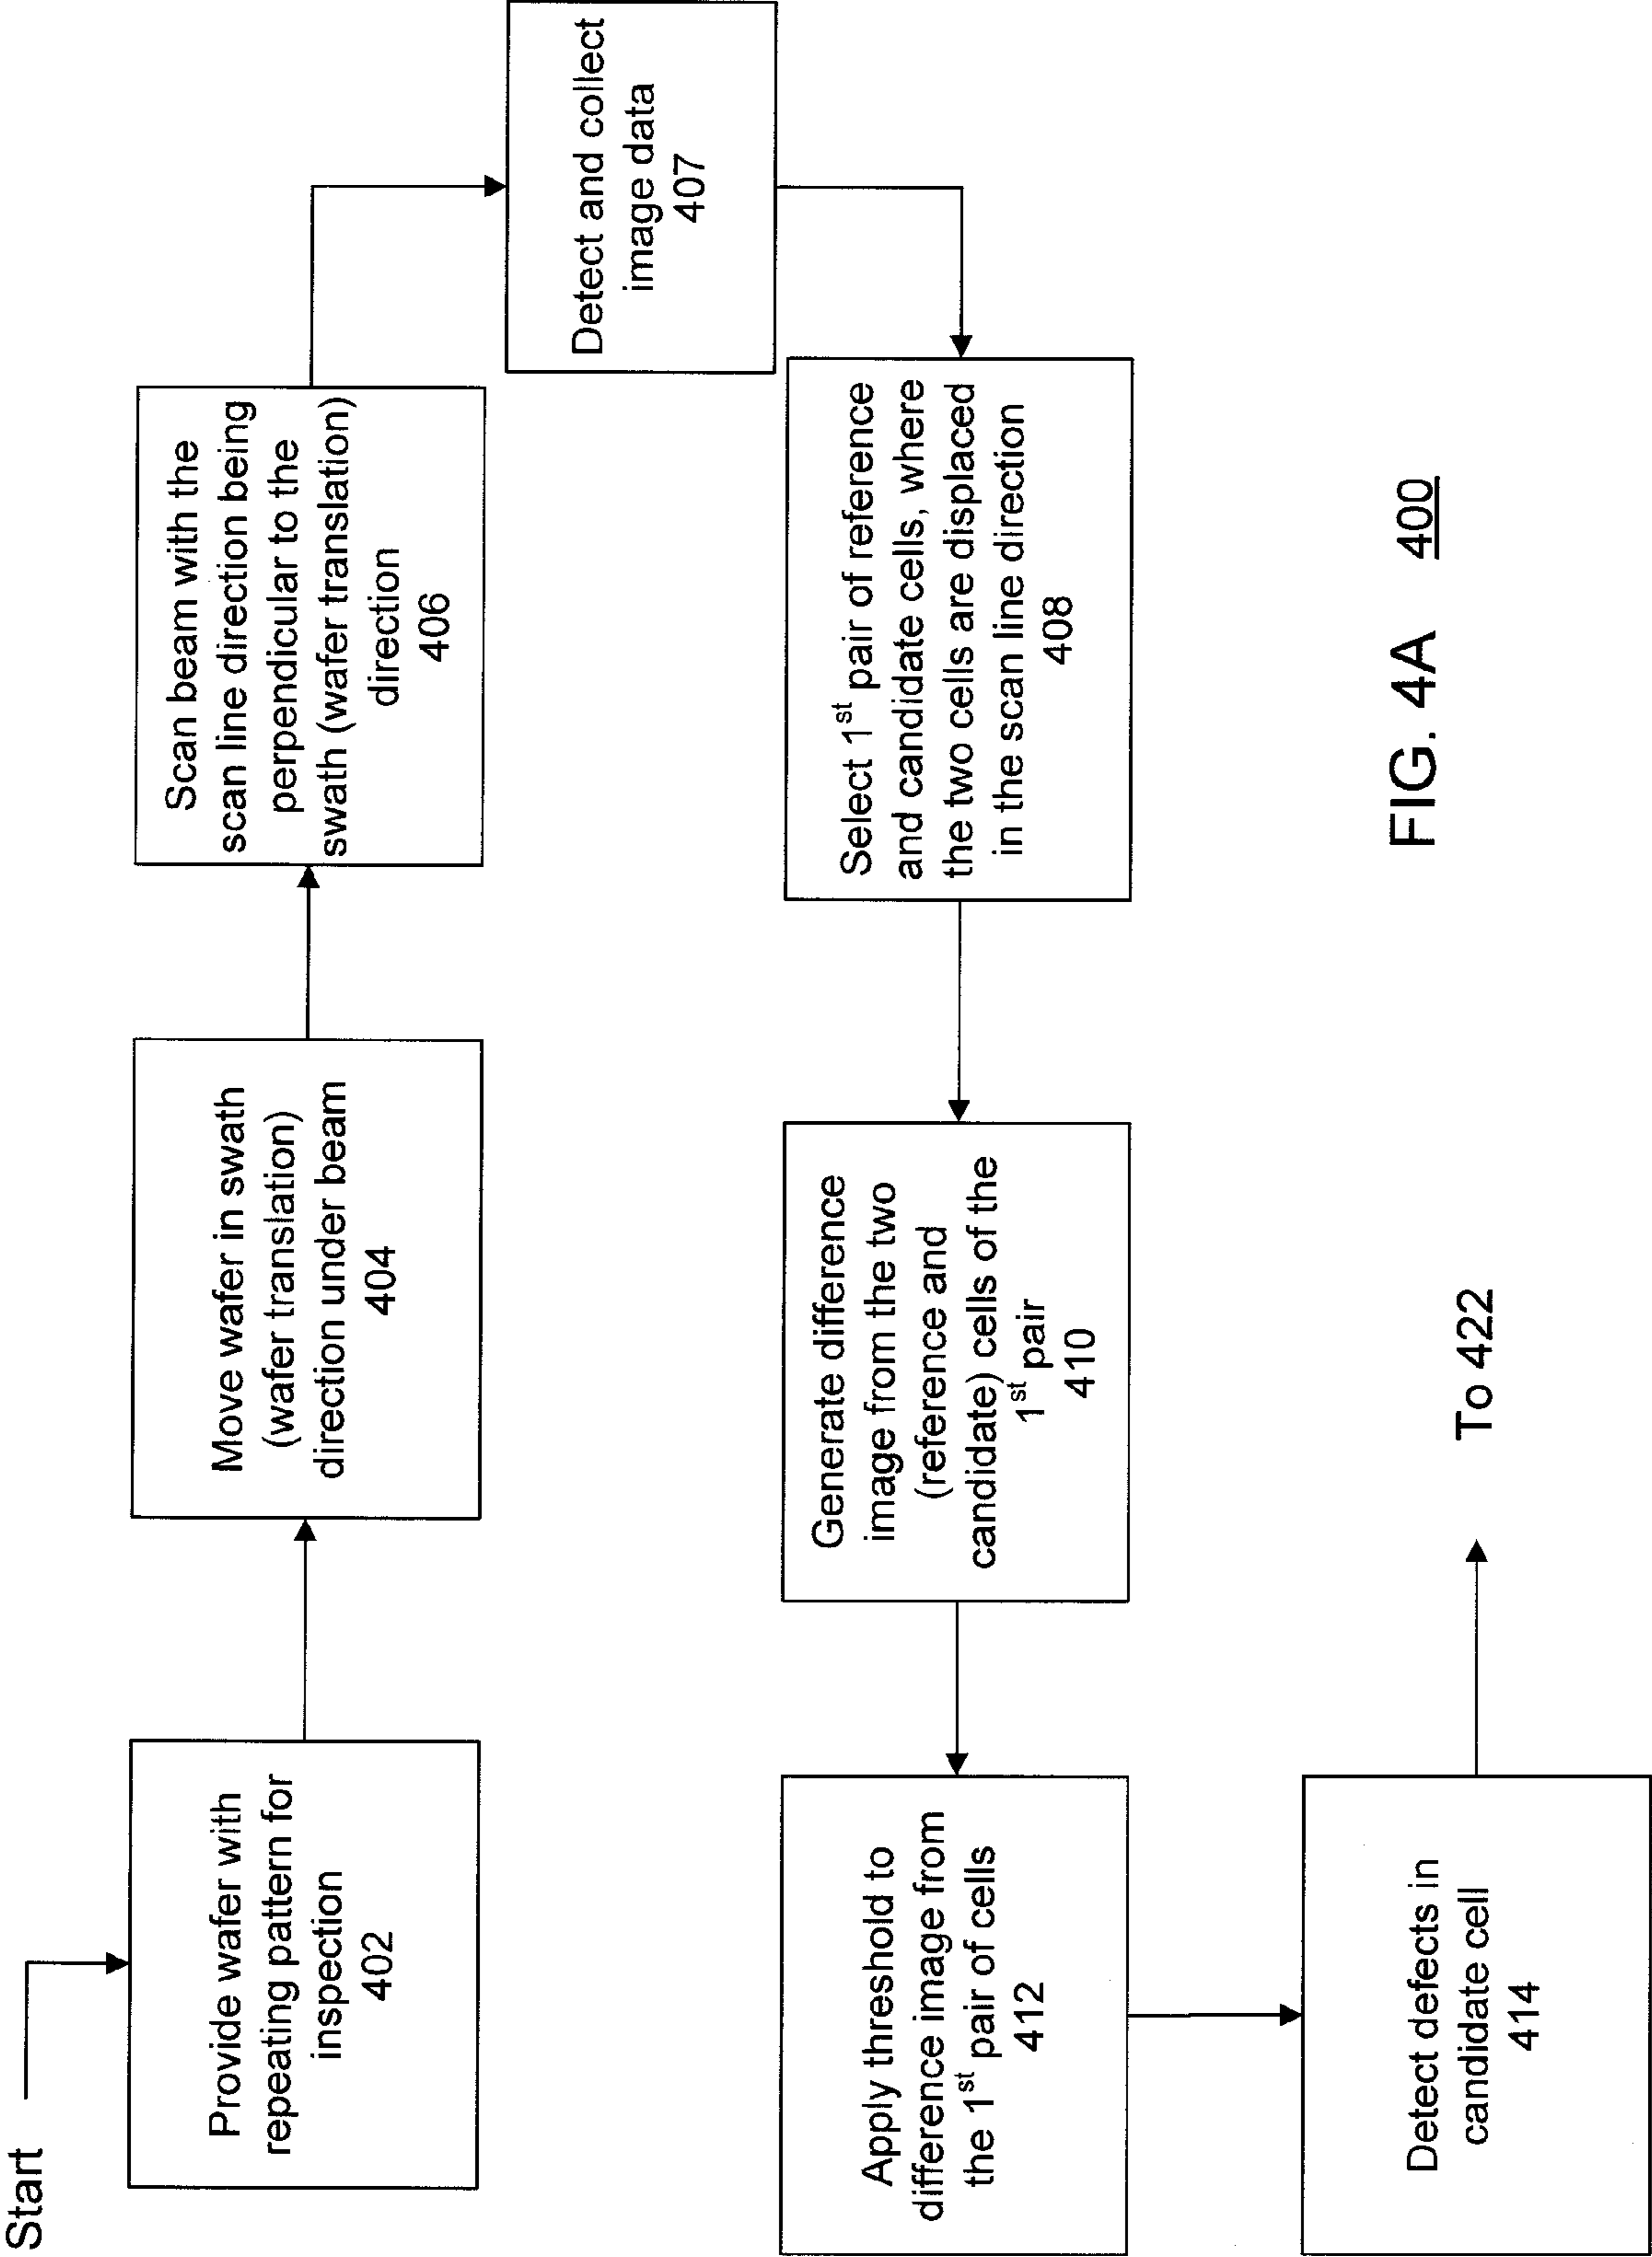 Start
Provide wafer with
repeating pattern for
inspection
402
Move wafer in swath
(wafer translation)
direction under beam
404
Scan beam with the
scan line direction being
perpendicular to the
swath (wafer translation)
direction
406
Detect and collect
image data
407
Select 1st pair of reference
and candidate cells, where
the two cells are displaced
in the scan line direction
408
Generate difference
image from the two
(reference and
candidate) cells of the
1st pair
410
Apply threshold to
difference image from
the 1st pair of cells
412
Detect defects in
candidate cell
414
To 422
FIG. 4A 400